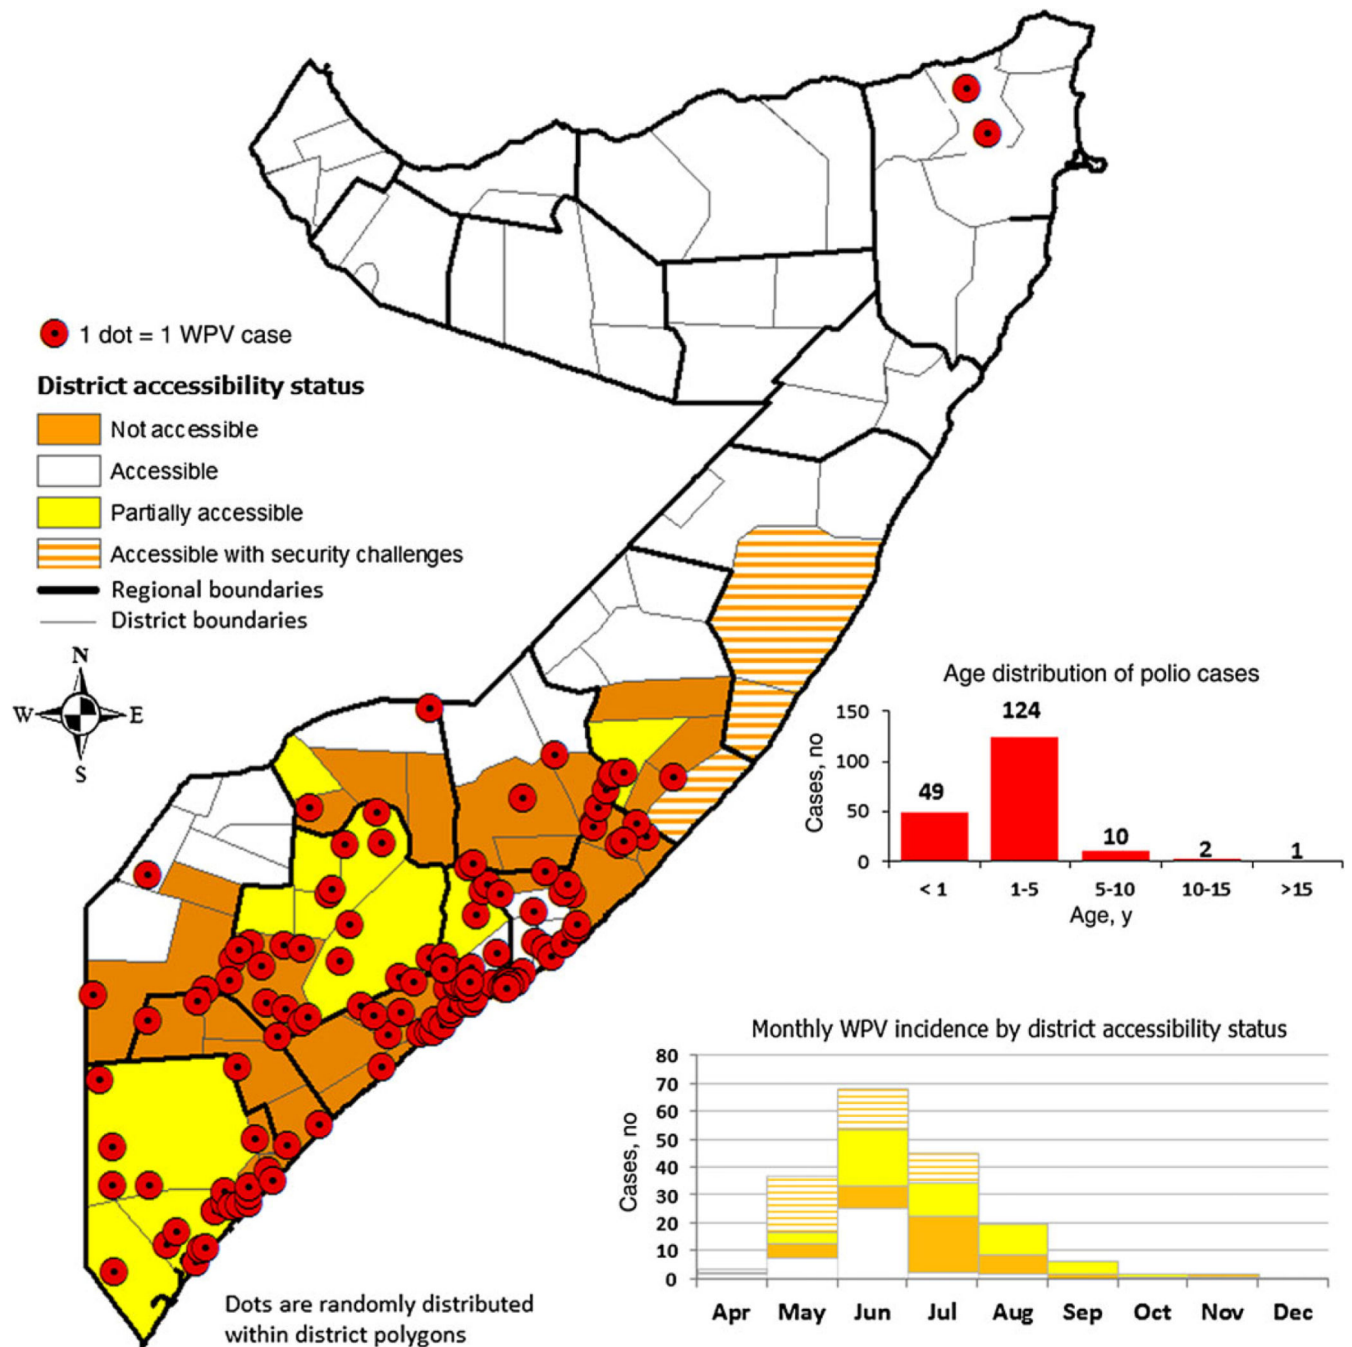 1 dot = 1 WPV case
District accessibility status
Not accessible
Accessible
Partially accessible
Accessible with security challenges
Regional boundaries
District boundaries
N
W
E
S
Age distribution of polio cases
Cases, no
150
100
50
0
49
124
10
2
1
< 1
1-5
5-10
10-15
>15
Age, y
Monthly WPV incidence by district accessibility status
Cases, no
80
70
60
50
40
30
20
10
0
Apr
May
Jun
Jul
Aug
Sep
Oct
Nov
Dec
Dots are randomly distributed
within district polygons